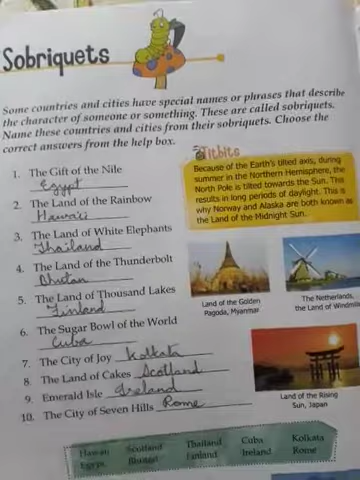 Sobriquets
Some countries and cities have special names or phrases that describe
the character of someone or something. These are called sobriquets.
Name these countries and cities from their sobriquets. Choose the
correct answers from the help box.
1. The Gift of the Nile
Egypt
2. The Land of the Rainbow
Hawaii
3. The Land of White Elephants
Thailand
4. The Land of the Thunderbolt
Bhutan
5. The Land of Thousand Lakes
Finland
6. The Sugar Bowl of the World
Cuba
7. The City of Joy Kolkata
8. The Land of Cakes Scotland
9. Emerald Isle Ireland
10. The City of Seven Hills Rome
Titbits
Because of the Earth's tilted axis, during
summer in the Northern Hemisphere, the
North Pole is tilted towards the Sun. This
results in long periods of daylight. This is
why Norway and Alaska are both known as
the Land of the Midnight Sun.
Land of the Golden
Pagoda, Myanmar
The Netherlands,
the Land of Windmills
Land of the Rising
Sun, Japan
Hawaii Scotland Thailand Cuba Kolkata
Egypt Bhutan Finland Ireland Rome